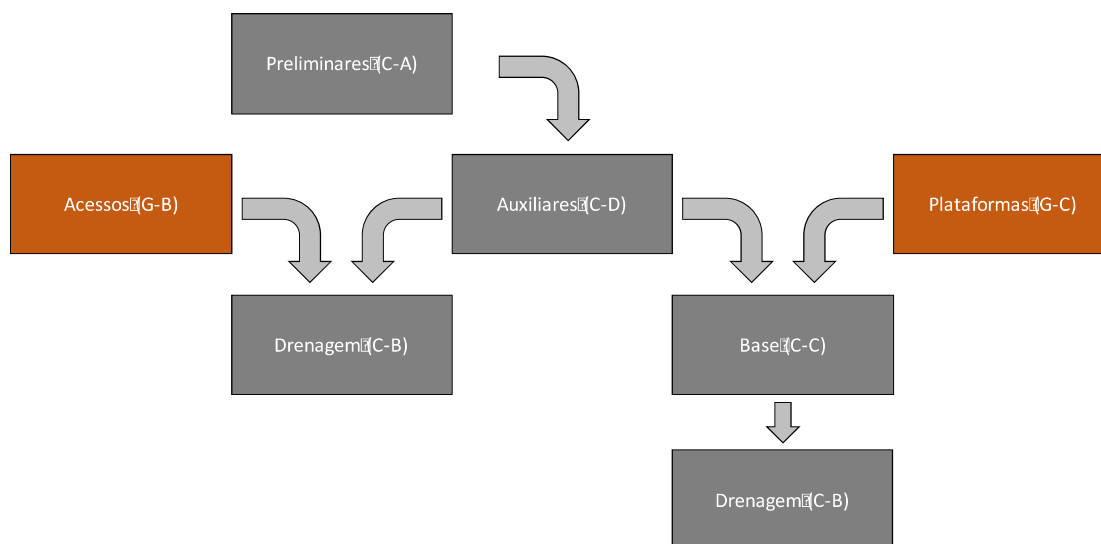 Preliminares (C-A)
Acessos (G-B)
Auxiliares (C-D)
Plataformas (G-C)
Drenagem (C-B)
Base (C-C)
Drenagem (C-B)